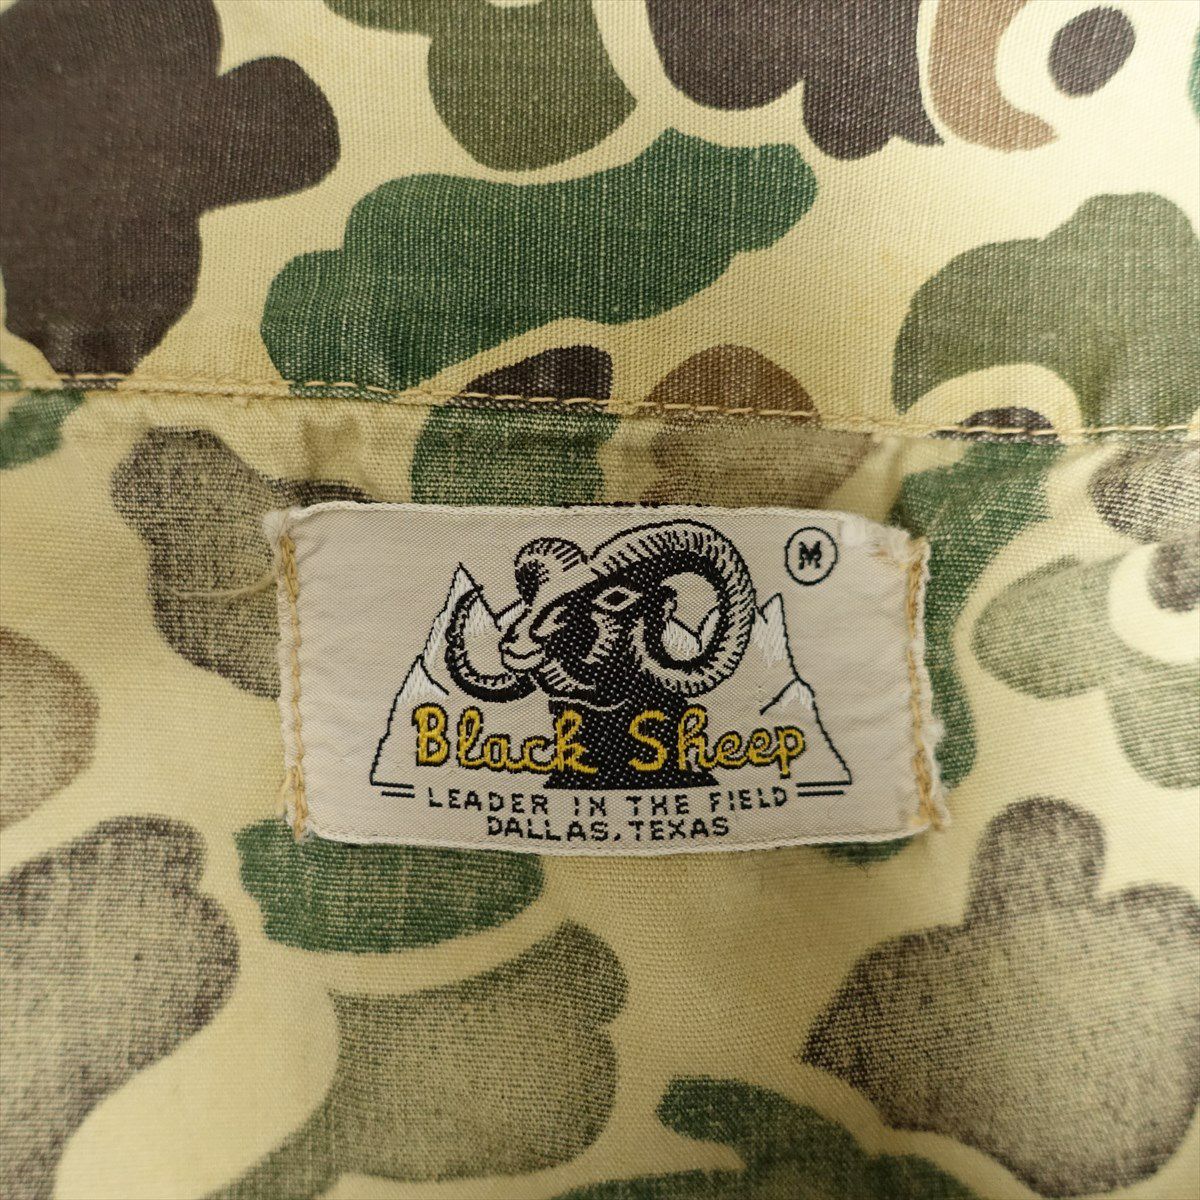 M
Black Sheep
LEADER IN THE FIELD
DALLAS, TEXAS